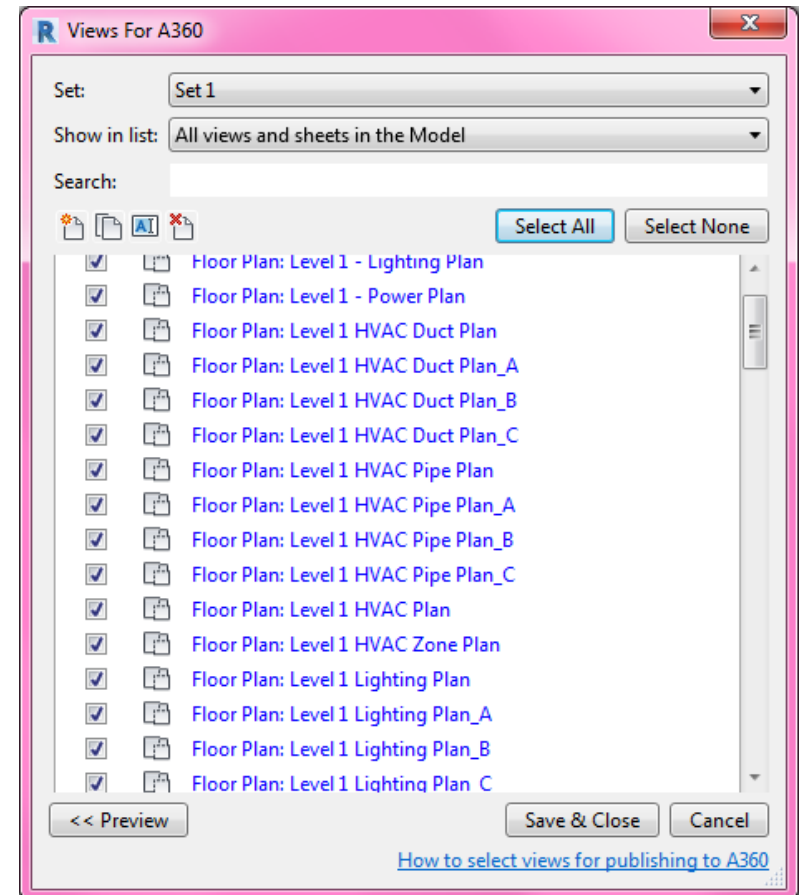 Views For A360
Set: Set 1
Show in list: All views and sheets in the Model
Search:
AI Select All Select None
Floor Plan: Level 1 - Lighting Plan
Floor Plan: Level 1 - Power Plan
Floor Plan: Level 1 HVAC Duct Plan
Floor Plan: Level 1 HVAC Duct Plan_A
Floor Plan: Level 1 HVAC Duct Plan_B
Floor Plan: Level 1 HVAC Duct Plan_C
Floor Plan: Level 1 HVAC Pipe Plan
Floor Plan: Level 1 HVAC Pipe Plan_A
Floor Plan: Level 1 HVAC Pipe Plan_B
Floor Plan: Level 1 HVAC Pipe Plan_C
Floor Plan: Level 1 HVAC Plan
Floor Plan: Level 1 HVAC Zone Plan
Floor Plan: Level 1 Lighting Plan
Floor Plan: Level 1 Lighting Plan_A
Floor Plan: Level 1 Lighting Plan_B
Floor Plan: Level 1 Lighting Plan_C
<< Preview Save & Close Cancel
How to select views for publishing to A360